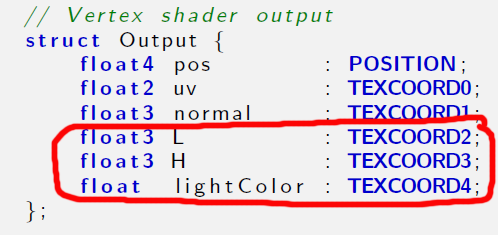 // Vertex shader output
struct Output {
float4 pos : POSITION;
float2 uv : TEXCOORD0;
float3 normal : TEXCOORD1;
float3 L : TEXCOORD2;
float3 H : TEXCOORD3;
float lightColor : TEXCOORD4;
};